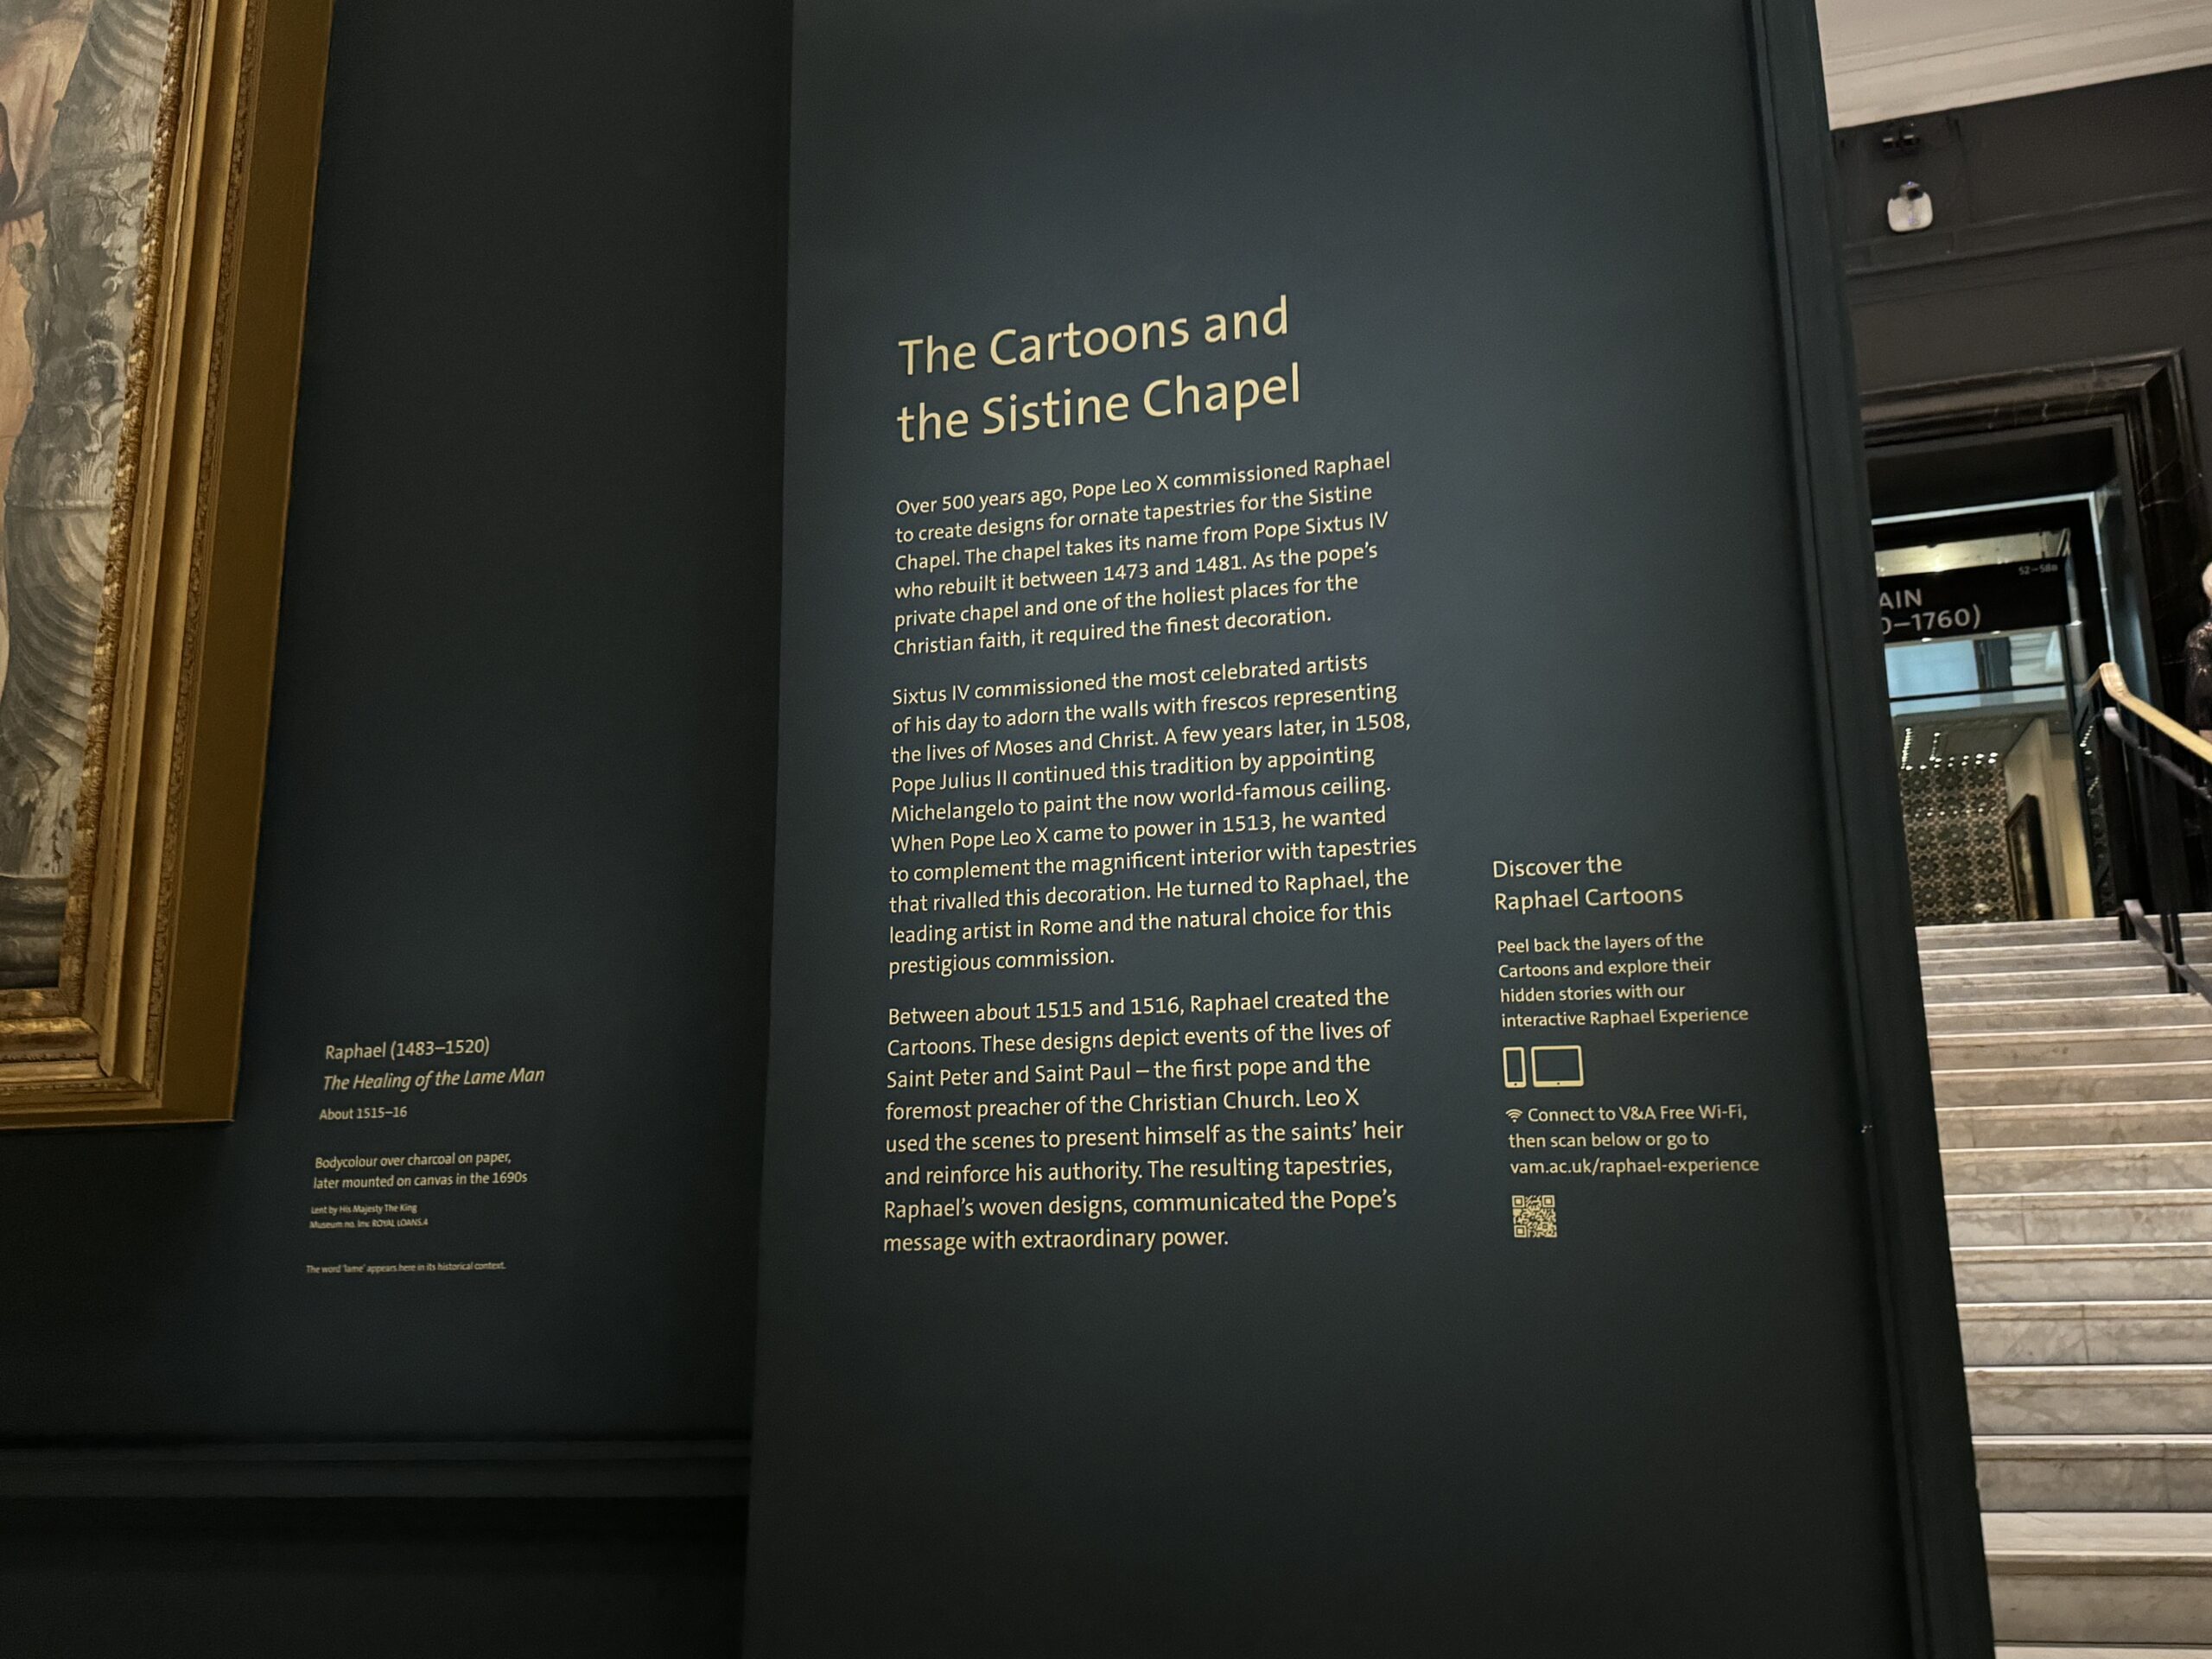 The Cartoons and
the Sistine Chapel
Over 500 years ago, Pope Leo X commissioned Raphael
to create designs for ornate tapestries for the Sistine
Chapel. The chapel takes its name from Pope Sixtus IV
who rebuilt it between 1473 and 1481. As the pope's
private chapel and one of the holiest places for the
Christian faith, it required the finest decoration.
Sixtus IV commissioned the most celebrated artists
of his day to adorn the walls with frescos representing
the lives of Moses and Christ. A few years later, in 1508,
Pope Julius II continued this tradition by appointing
Michelangelo to paint the now world-famous ceiling.
When Pope Leo X came to power in 1513, he wanted
to complement the magnificent interior with tapestries
that rivalled this decoration. He turned to Raphael, the
leading artist in Rome and the natural choice for this
prestigious commission.
Between about 1515 and 1516, Raphael created the
Cartoons. These designs depict events of the lives of
Saint Peter and Saint Paul – the first pope and the
foremost preacher of the Christian Church. Leo X
used the scenes to present himself as the saints' heir
and reinforce his authority. The resulting tapestries,
Raphael's woven designs, communicated the Pope's
message with extraordinary power.
Discover the
Raphael Cartoons
Peel back the layers of the
Cartoons and explore their
hidden stories with our
interactive Raphael Experience
Connect to V&A Free Wi-Fi,
then scan below or go to
vam.ac.uk/raphael-experience
Raphael (1483–1520)
The Healing of the Lame Man
About 1515–16
Bodycolour over charcoal on paper,
later mounted on canvas in the 1690s
Lent by His Majesty The King
Museum no. Inv. ROYAL LOANS.4
The word 'lame' appears here in its historical context.
52–58a
AIN
0–1760)